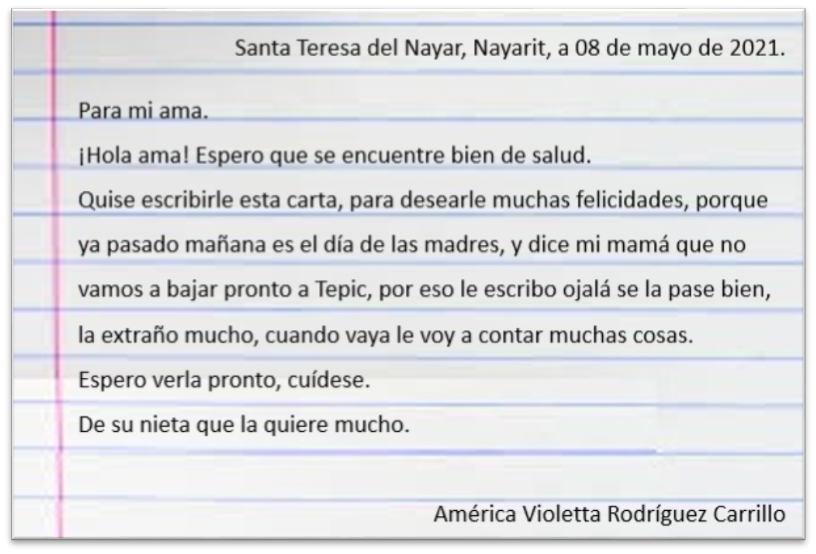 Santa Teresa del Nayar, Nayarit, a 08 de mayo de 2021.
Para mi ama.
¡Hola ama! Espero que se encuentre bien de salud.
Quise escribirle esta carta, para desearle muchas felicidades, porque
ya pasado mañana es el día de las madres, y dice mi mamá que no
vamos a bajar pronto a Tepic, por eso le escribo ojalá se la pase bien,
la extraño mucho, cuando vaya le voy a contar muchas cosas.
Espero verla pronto, cuídese.
De su nieta que la quiere mucho.
América Violetta Rodríguez Carrillo